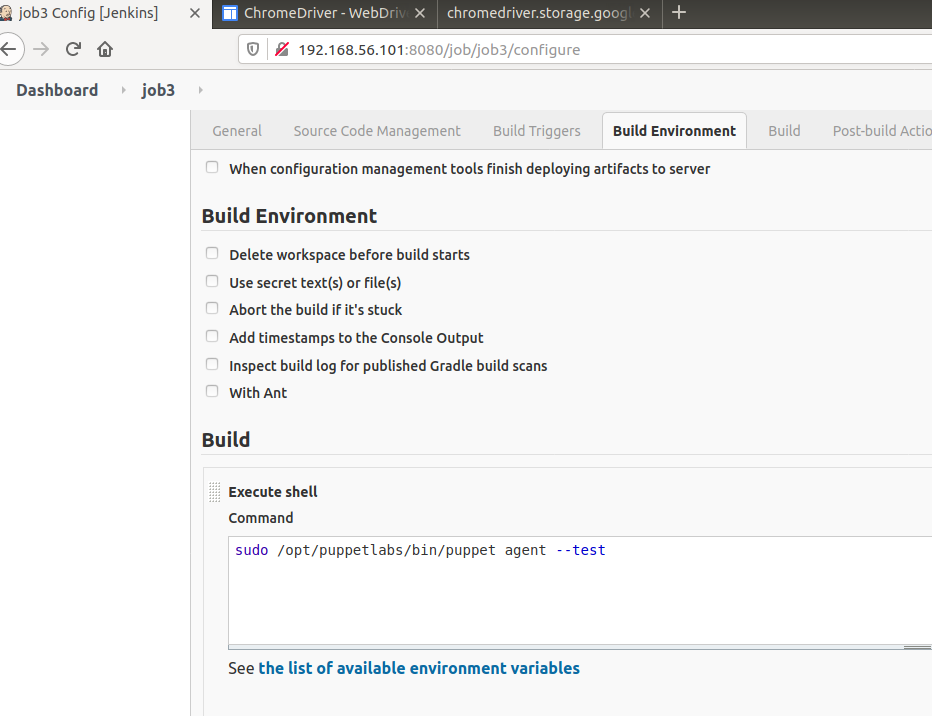 job3 Config [Jenkins]
ChromeDriver - WebDriv
chromedriver.storage.googl
192.168.56.101:8080/job/job3/configure
Dashboard job3
General Source Code Management Build Triggers Build Environment Build Post-build Actio
When configuration management tools finish deploying artifacts to server
Build Environment
Delete workspace before build starts
Use secret text(s) or file(s)
Abort the build if it's stuck
Add timestamps to the Console Output
Inspect build log for published Gradle build scans
With Ant
Build
Execute shell
Command
sudo /opt/puppetlabs/bin/puppet agent --test
See the list of available environment variables